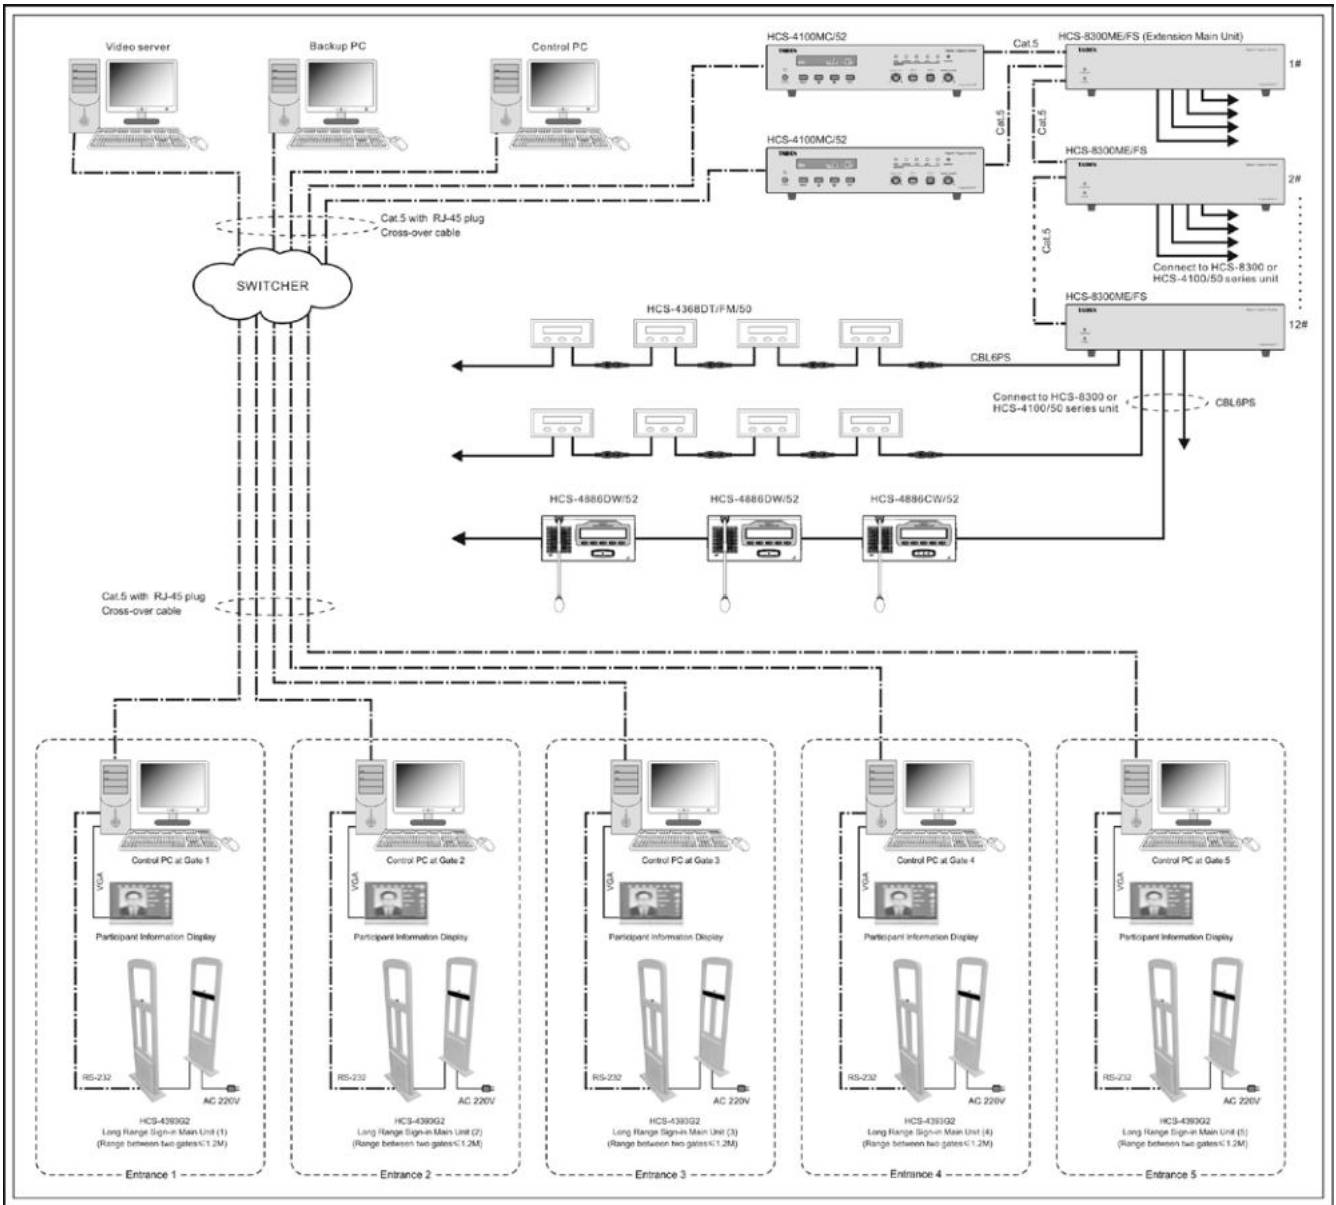 Video server
Backup PC
Control PC
HCS-4100MC/52
Cat.5
HCS-8300ME/FS (Extension Main Unit)
TAIDEN
TAIDEN
1#
Cat.5
Cat.5
HCS-4100MC/52
HCS-8300ME/FS
TAIDEN
TAIDEN
2#
Cat.5 with RJ-45 plug
Cross-over cable
Cat.5
Connect to HCS-8300 or
HCS-4100/50 series unit
SWITCHER
HCS-8300ME/FS
TAIDEN
12#
HCS-4368DT/FM/50
CBL6PS
Connect to HCS-8300 or
HCS-4100/50 series unit
CBL6PS
HCS-4886DW/52
HCS-4886DW/52
HCS-4886CW/52
Cat.5 with RJ-45 plug
Cross-over cable
Control PC at Gate 1
VGA
Participant Information Display
RS-232
AC 220V
HCS-4393G2
Long Range Sign-in Main Unit (1)
(Range between two gates≤1.2M)
Entrance 1
Control PC at Gate 2
VGA
Participant Information Display
RS-232
AC 220V
HCS-4393G2
Long Range Sign-in Main Unit (2)
(Range between two gates≤1.2M)
Entrance 2
Control PC at Gate 3
VGA
Participant Information Display
RS-232
AC 220V
HCS-4393G2
Long Range Sign-in Main Unit (3)
(Range between two gates≤1.2M)
Entrance 3
Control PC at Gate 4
VGA
Participant Information Display
RS-232
AC 220V
HCS-4393G2
Long Range Sign-in Main Unit (4)
(Range between two gates≤1.2M)
Entrance 4
Control PC at Gate 5
VGA
Participant Information Display
RS-232
AC 220V
HCS-4393G2
Long Range Sign-in Main Unit (5)
(Range between two gates≤1.2M)
Entrance 5